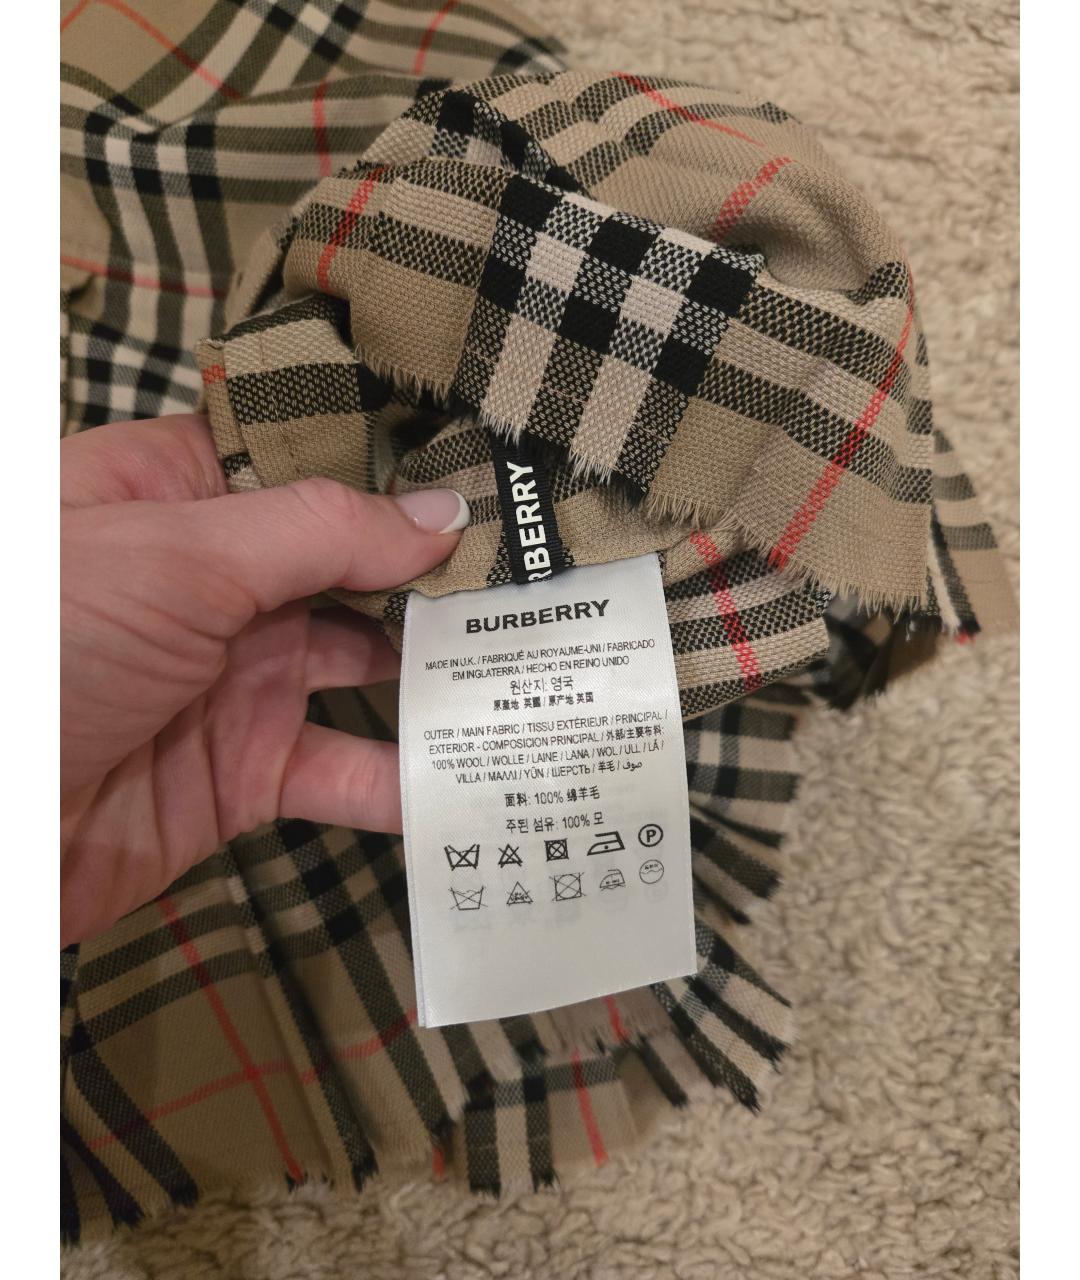 RBERRY
BURBERRY
MADE IN U.K. / FABRIQUÉ AU ROYAUME-UNI / FABRICADO
EM INGLATERRA / HECHO EN REINO UNIDO
원산지: 영국
原產地 英國 / 原产地 英国
OUTER / MAIN FABRIC / TISSU EXTÉRIEUR / PRINCIPAL /
EXTERIOR - COMPOSICION PRINCIPAL / 外部/主要布料:
100% WOOL / WOLLE / LAINE / LANA / WOL / ULL / LÃ /
VILLA / ΜΑΛΛΙ / YÜN / ШЕРСТЬ / 羊毛 / صوف
面料: 100% 绵羊毛
주된 섬유: 100% 모
P